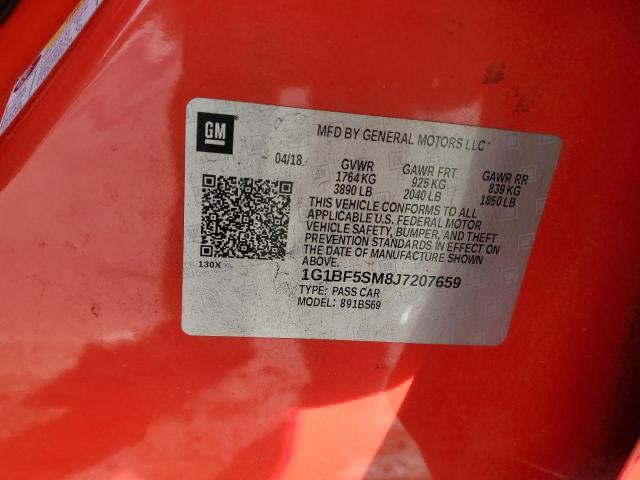 GM
MFD BY GENERAL MOTORS LLC
04/18
GVWR
1764 KG
3890 LB
GAWR FRT
925 KG
2040 LB
GAWR RR
839 KG
1850 LB
THIS VEHICLE CONFORMS TO ALL
APPLICABLE U.S. FEDERAL MOTOR
VEHICLE SAFETY, BUMPER, AND THEFT
PREVENTION STANDARDS IN EFFECT ON
THE DATE OF MANUFACTURE SHOWN
ABOVE.
130X
1G1BF5SM8J7207659
TYPE: PASS CAR
MODEL: 891BS69